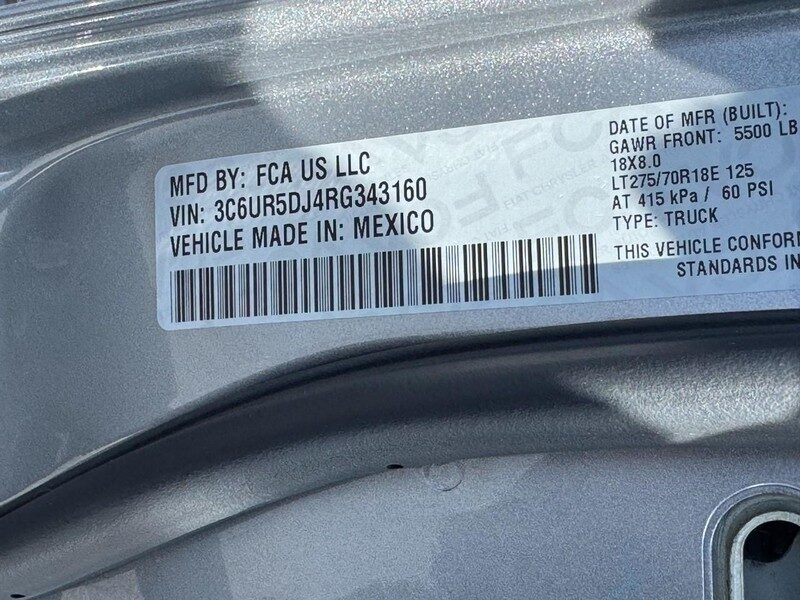 MFD BY: FCA US LLC
VIN: 3C6UR5DJ4RG343160
VEHICLE MADE IN: MEXICO
DATE OF MFR (BUILT):
GAWR FRONT: 5500 LB
18X8.0
LT275/70R18E 125
AT 415 kPa / 60 PSI
TYPE: TRUCK
THIS VEHICLE CONFOR
STANDARDS IN